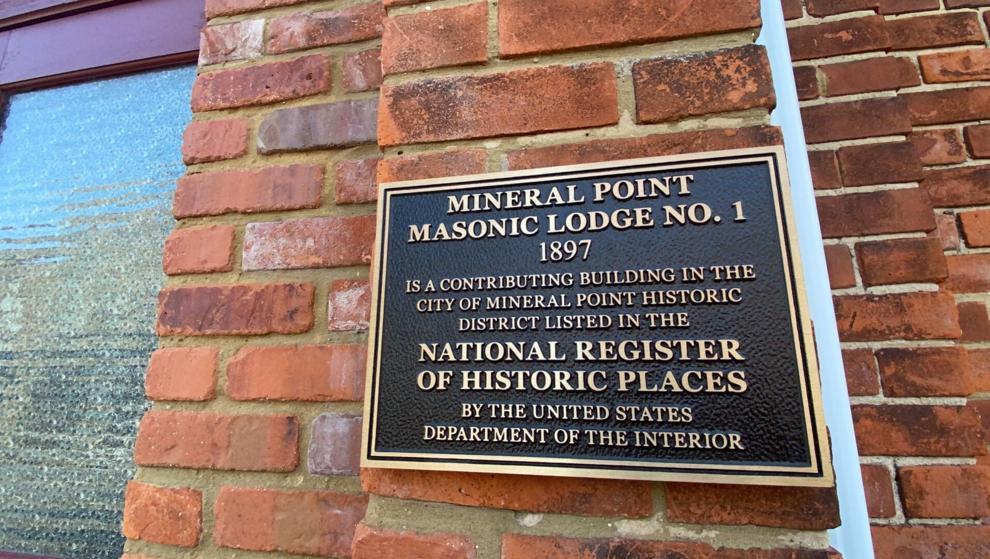 MINERAL POINT
MASONIC LODGE NO. 1
1897
IS A CONTRIBUTING BUILDING IN THE
CITY OF MINERAL POINT HISTORIC
DISTRICT LISTED IN THE
NATIONAL REGISTER
OF HISTORIC PLACES
BY THE UNITED STATES
DEPARTMENT OF THE INTERIOR